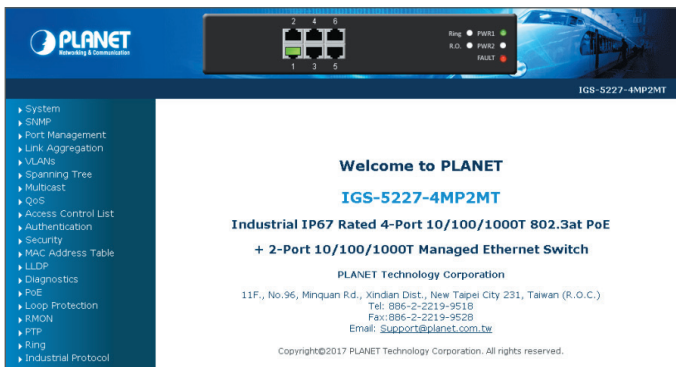 PLANET
Networking & Communication
2 4 6
1 3 5
Ring PWR1
R.O. PWR2
FAULT
IGS-5227-4MP2MT
System
SNMP
Port Management
Link Aggregation
VLANs
Spanning Tree
Multicast
QoS
Access Control List
Authentication
Security
MAC Address Table
LLDP
Diagnostics
PoE
Loop Protection
RMON
PTP
Ring
Industrial Protocol
Welcome to PLANET
IGS-5227-4MP2MT
Industrial IP67 Rated 4-Port 10/100/1000T 802.3at PoE
+ 2-Port 10/100/1000T Managed Ethernet Switch
PLANET Technology Corporation
11F., No.96, Minquan Rd., Xindian Dist., New Taipei City 231, Taiwan (R.O.C.)
Tel: 886-2-2219-9518
Fax:886-2-2219-9528
Email: Support@planet.com.tw
Copyright©2017 PLANET Technology Corporation. All rights reserved.